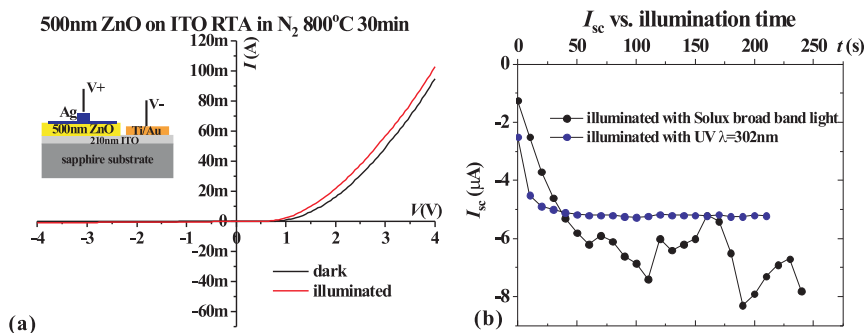 500nm ZnO on ITO RTA in N₂ 800°C 30min
(a)
I (A)
120m
100m
80m
60m
40m
20m
0
-20m
-40m
-60m
-4 -3 -2 -1 0 1 2 3 4
V(V)
V+
V-
Ag
500nm ZnO
Ti/Au
210nm ITO
sapphire substrate
dark
illuminated
I_sc vs. illumination time
0 50 100 150 200 250
t (s)
0
-2
-4
-6
-8
I_sc (μA)
illuminated with Solux broad band light
illuminated with UV λ=302nm
(b)